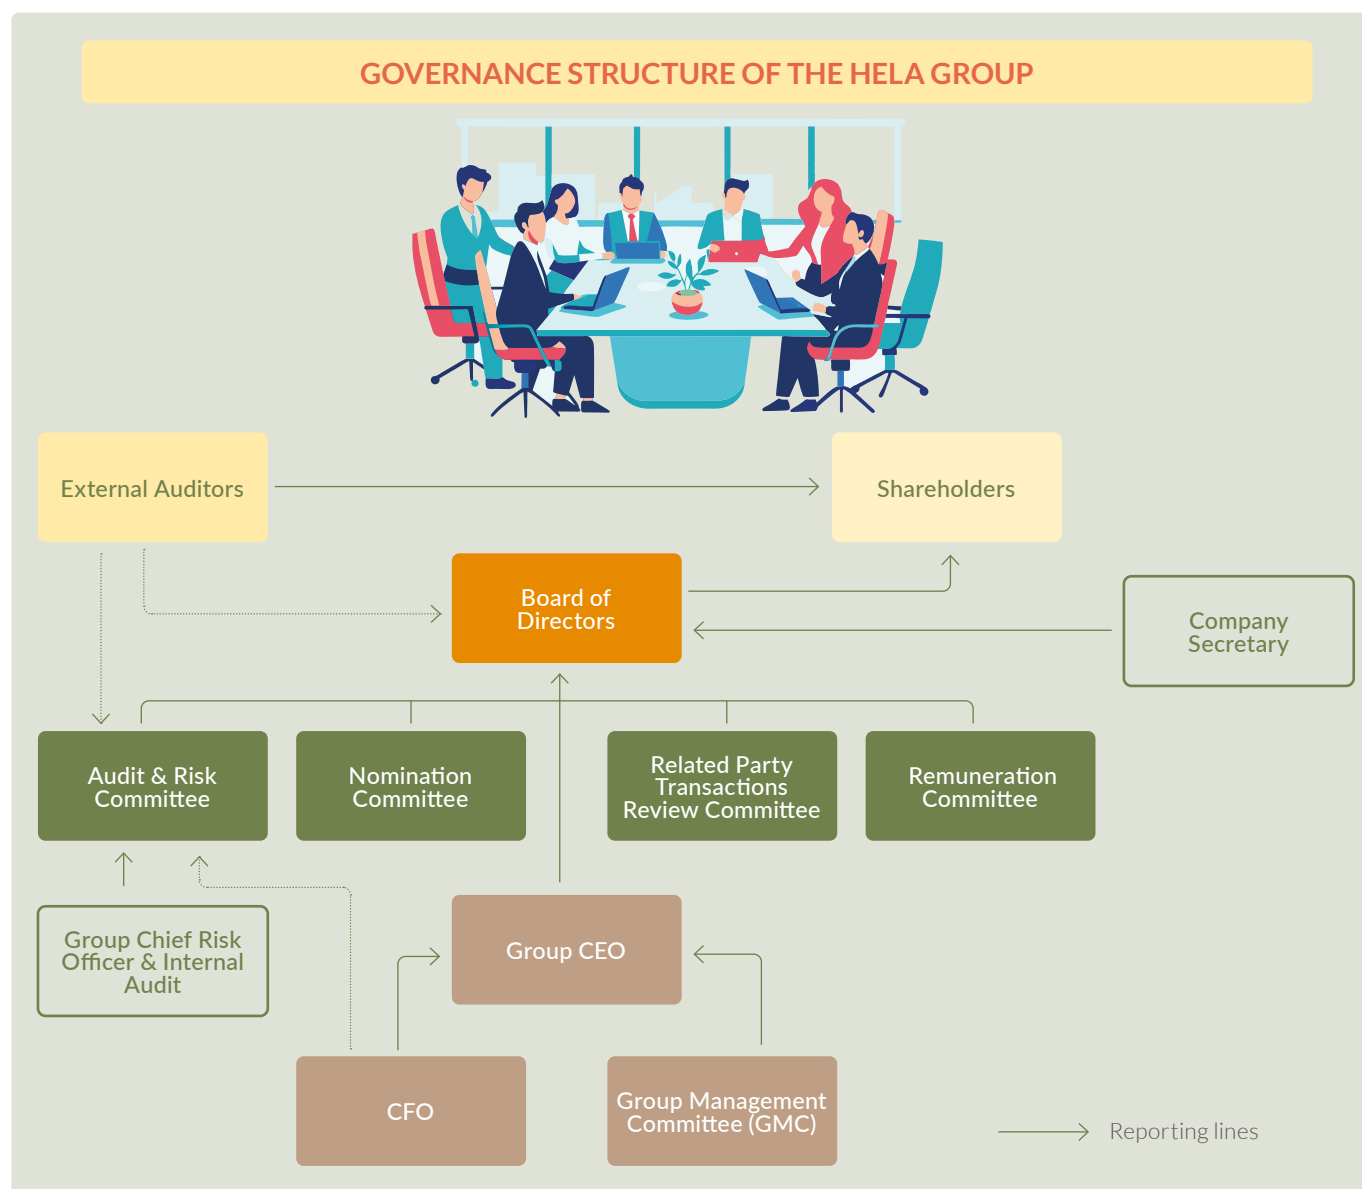 GOVERNANCE STRUCTURE OF THE HELA GROUP
External Auditors
Shareholders
Board of
Directors
Company
Secretary
Audit & Risk
Committee
Nomination
Committee
Related Party
Transactions
Review Committee
Remuneration
Committee
Group Chief Risk
Officer & Internal
Audit
Group CEO
CFO
Group Management
Committee (GMC)
Reporting lines